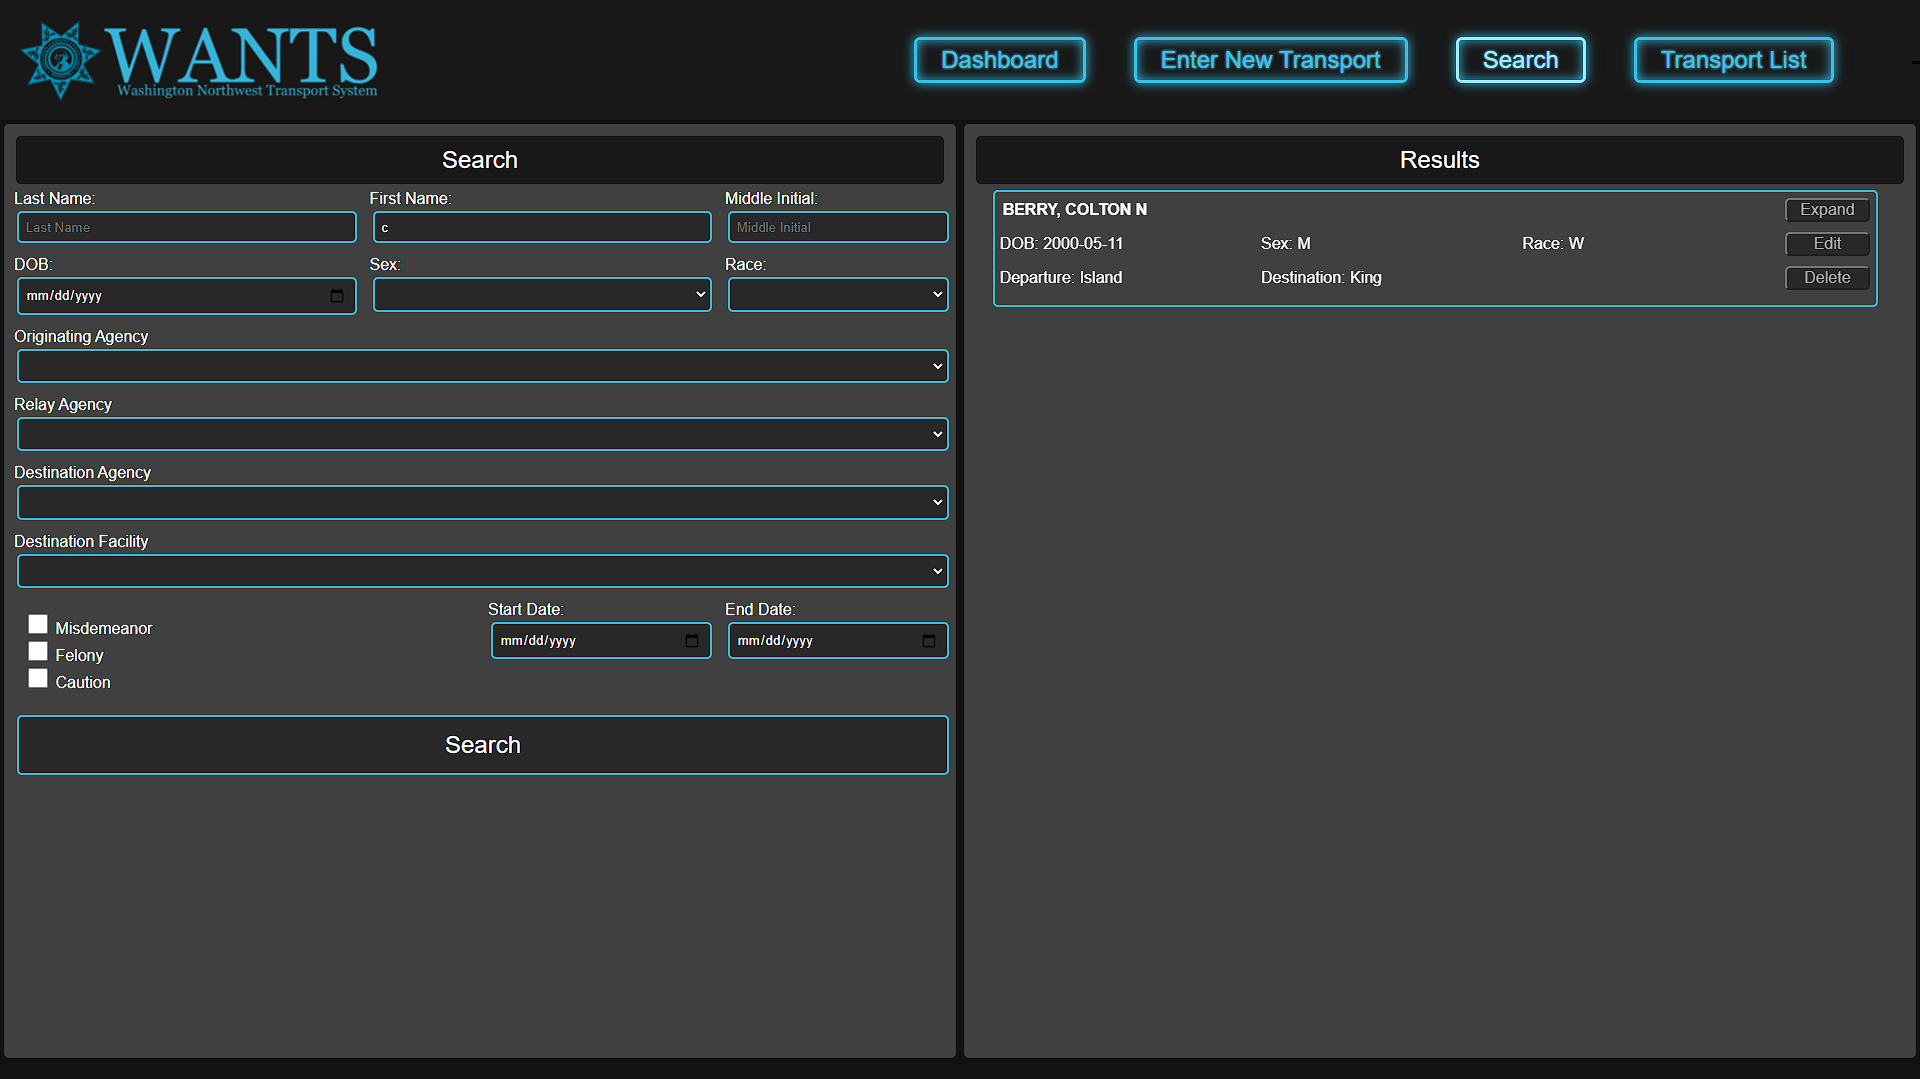 WANTS
Washington Northwest Transport System
Dashboard
Enter New Transport
Search
Transport List
Search
Last Name:
First Name:
Middle Initial:
Last Name
c
Middle Initial
DOB:
Sex:
Race:
mm/dd/yyyy
Originating Agency
Relay Agency
Destination Agency
Destination Facility
Misdemeanor
Felony
Caution
Start Date:
End Date:
mm/dd/yyyy
mm/dd/yyyy
Search
Results
BERRY, COLTON N
Expand
DOB: 2000-05-11
Sex: M
Race: W
Edit
Departure: Island
Destination: King
Delete